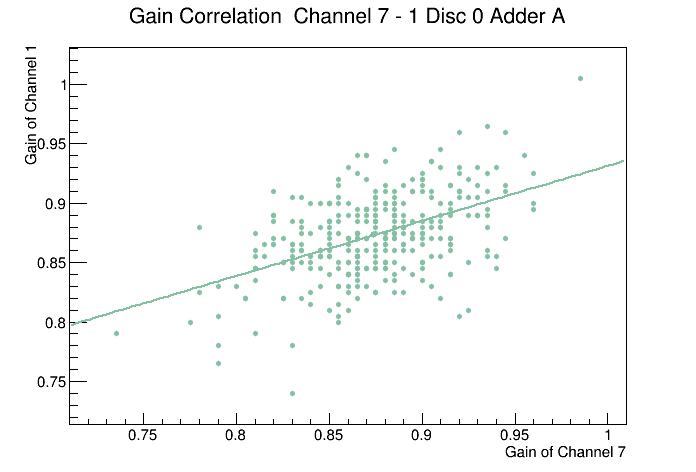 Gain Correlation  Channel 7 - 1 Disc 0 Adder A
Gain of Channel 1
1
0.95
0.9
0.85
0.8
0.75
0.75 0.8 0.85 0.9 0.95 1
Gain of Channel 7